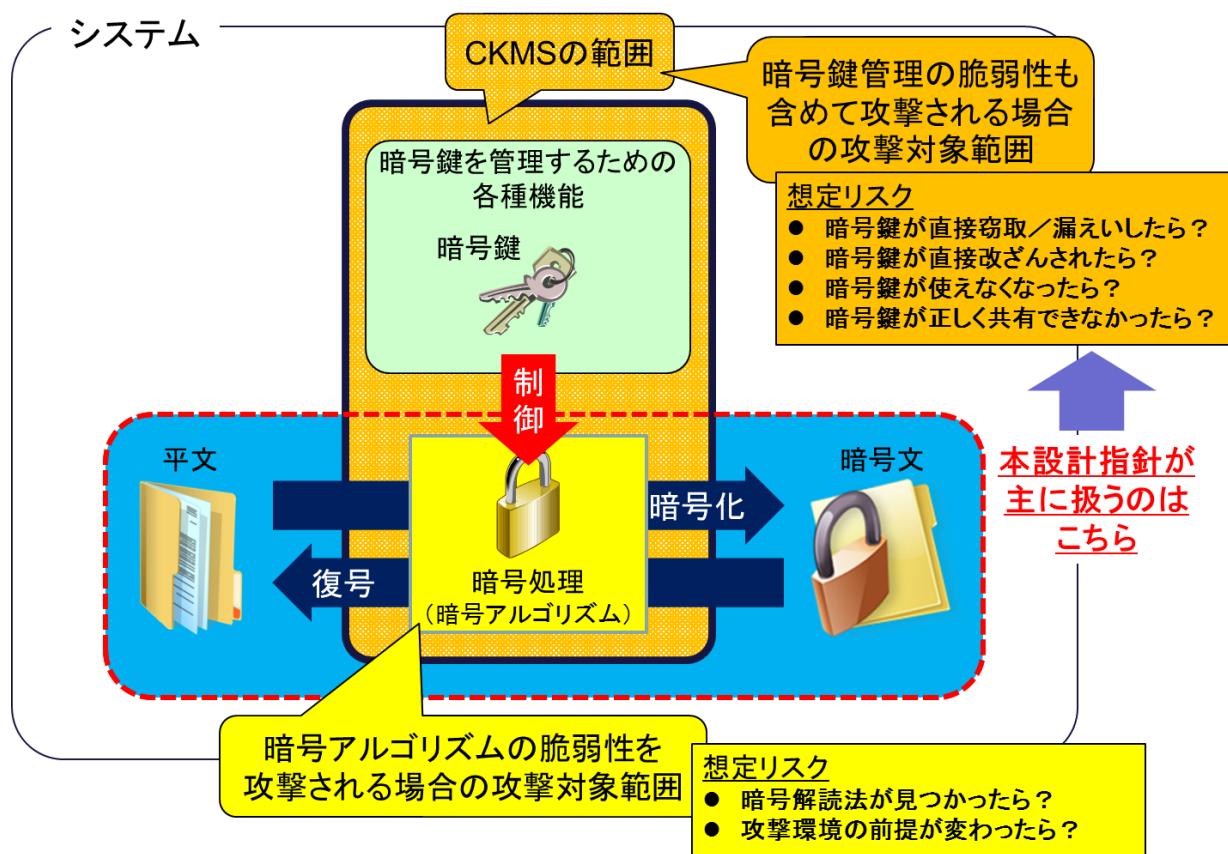 システム
CKMSの範囲
暗号鍵管理の脆弱性も
含めて攻撃される場合
の攻撃対象範囲
想定リスク
● 暗号鍵が直接窃取／漏えいしたら？
● 暗号鍵が直接改ざんされたら？
● 暗号鍵が使えなくなったら？
● 暗号鍵が正しく共有できなかったら？
暗号鍵を管理するための
各種機能
暗号鍵
制
御
平文
暗号文
暗号化
復号
暗号処理
（暗号アルゴリズム）
本設計指針が
主に扱うのは
こちら
暗号アルゴリズムの脆弱性を
攻撃される場合の攻撃対象範囲
想定リスク
● 暗号解読法が見つかったら？
● 攻撃環境の前提が変わったら？